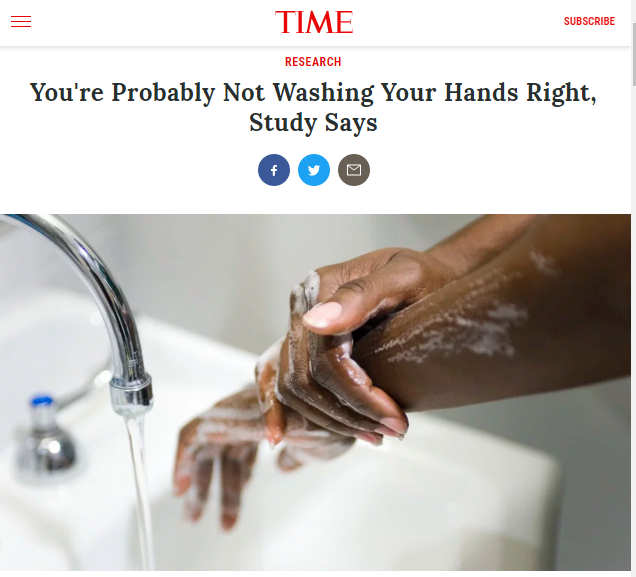 TIME
SUBSCRIBE
RESEARCH
You're Probably Not Washing Your Hands Right,
Study Says